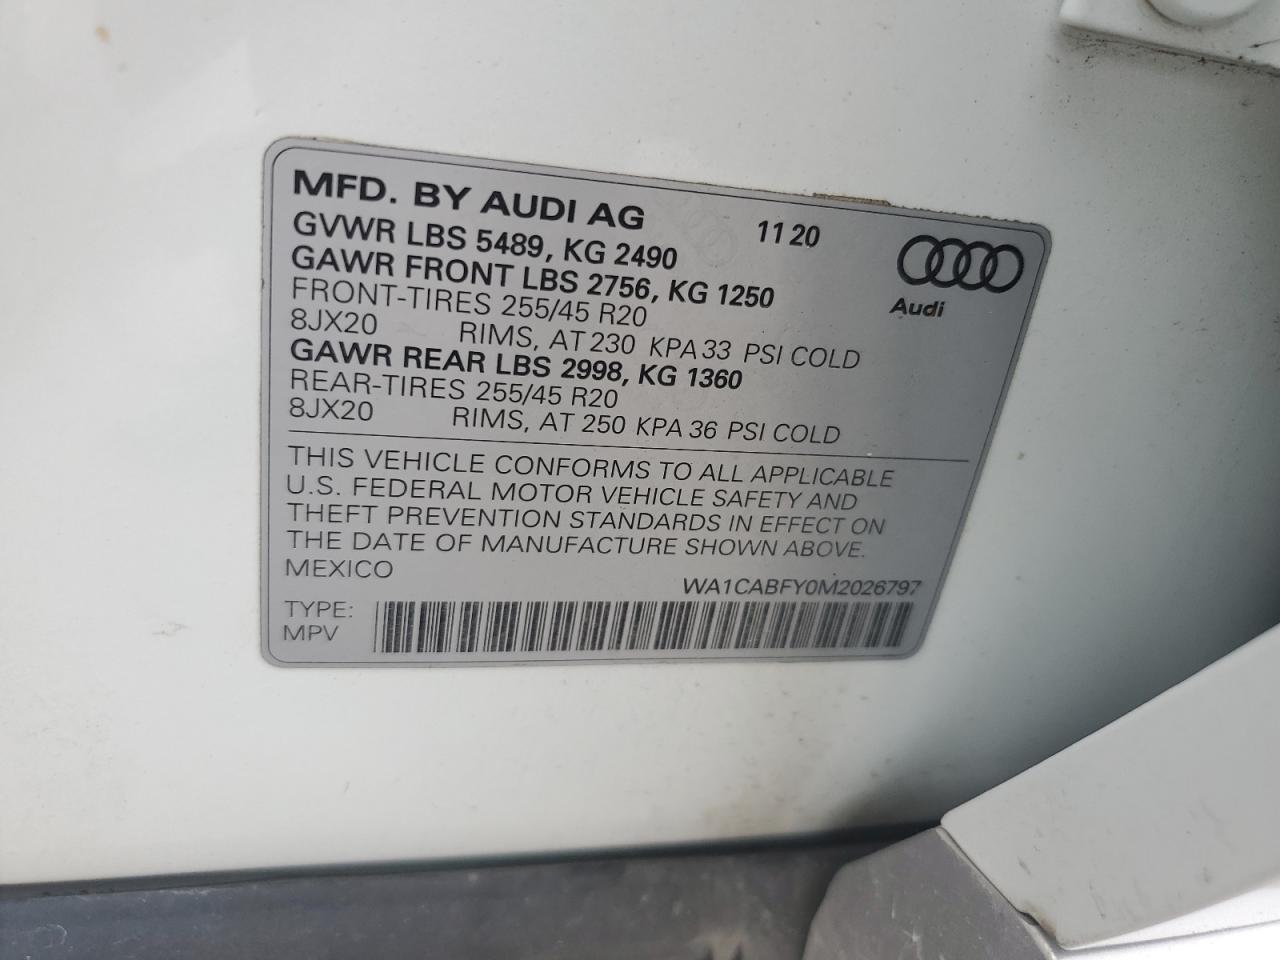 MFD. BY AUDI AG 11 20
GVWR LBS 5489, KG 2490
GAWR FRONT LBS 2756, KG 1250
Audi
FRONT-TIRES 255/45 R20
8JX20 RIMS, AT 230 KPA 33 PSI COLD
GAWR REAR LBS 2998, KG 1360
REAR-TIRES 255/45 R20
8JX20 RIMS, AT 250 KPA 36 PSI COLD
THIS VEHICLE CONFORMS TO ALL APPLICABLE
U.S. FEDERAL MOTOR VEHICLE SAFETY AND
THEFT PREVENTION STANDARDS IN EFFECT ON
THE DATE OF MANUFACTURE SHOWN ABOVE.
MEXICO WA1CABFY0M2026797
TYPE:
MPV